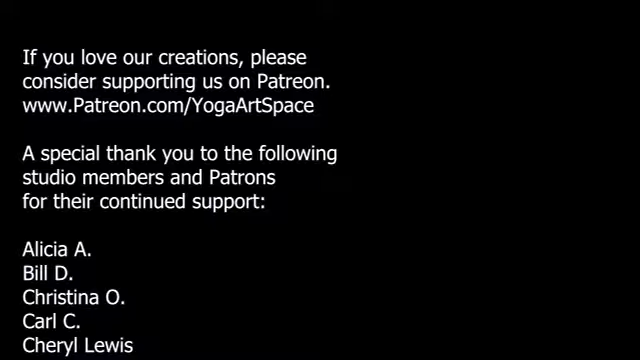 If you love our creations, please
consider supporting us on Patreon.
www.Patreon.com/YogaArtSpace
A special thank you to the following
studio members and Patrons
for their continued support:
Alicia A.
Bill D.
Christina O.
Carl C.
Cheryl Lewis